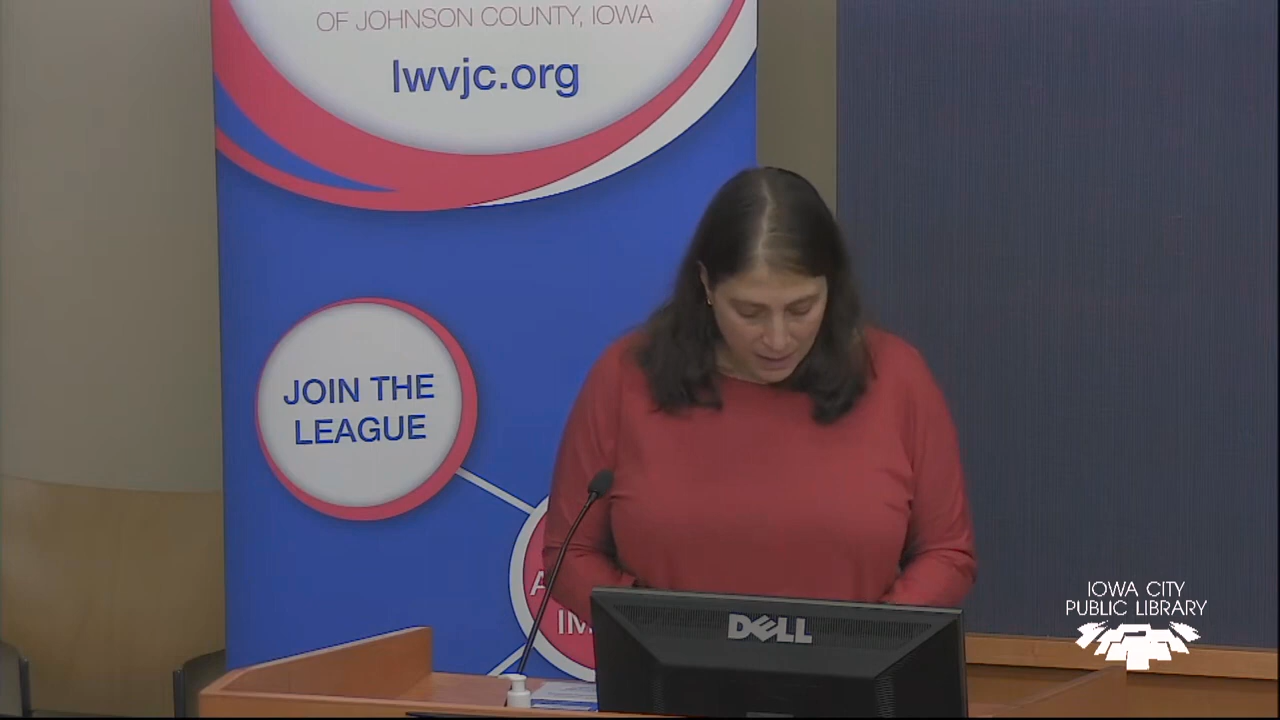 OF JOHNSON COUNTY, IOWA
lwvjc.org
JOIN THE
LEAGUE
DELL
IOWA CITY
PUBLIC LIBRARY